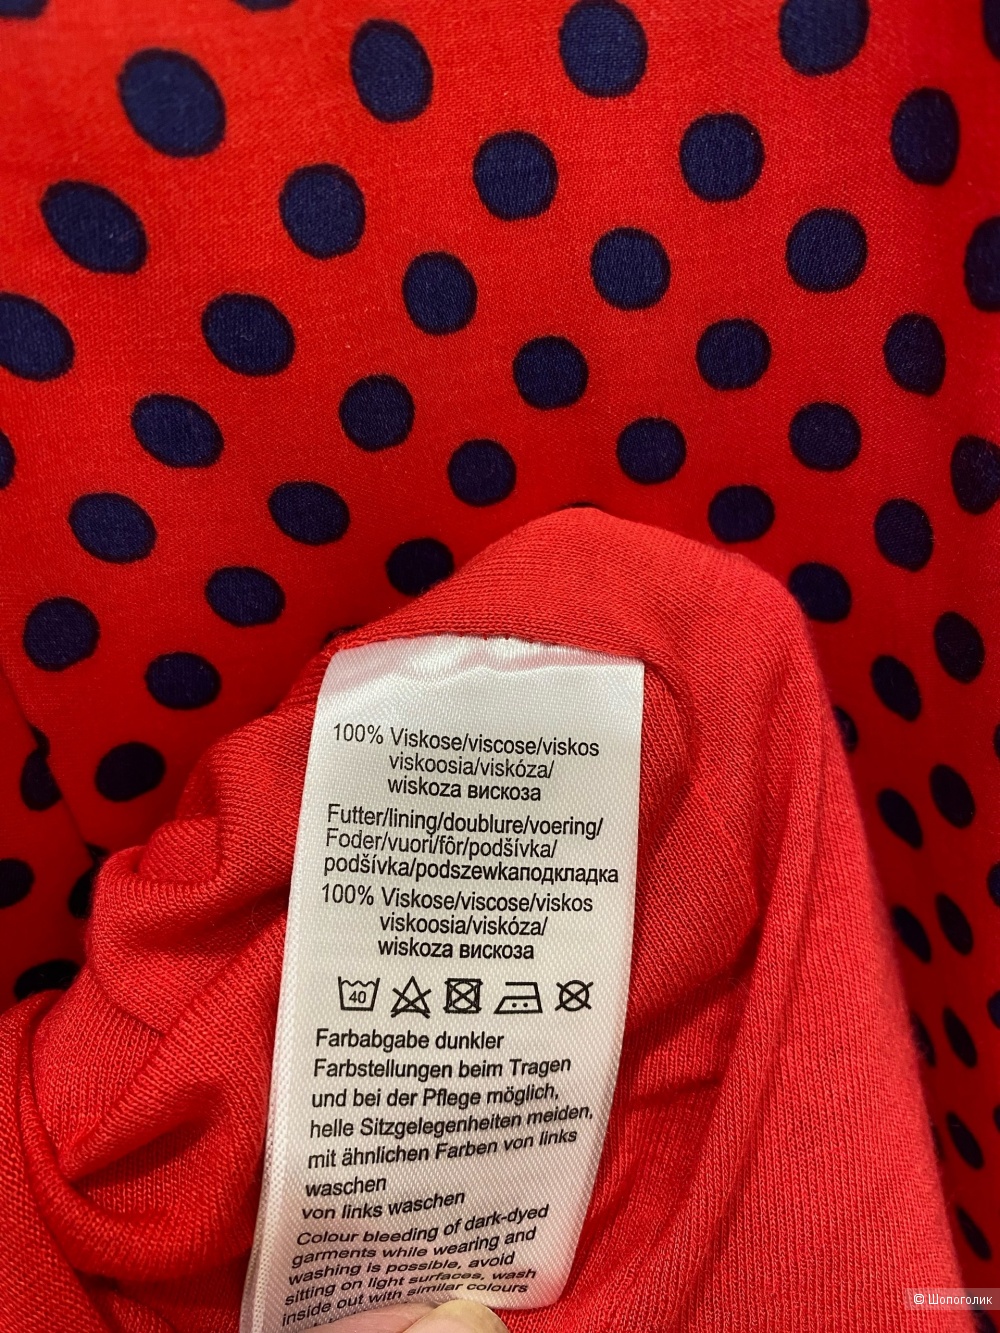 100% Viskose/viscose/viskos
viskoosia/viskóza/
wiskoza вискоза
Futter/lining/doublure/voering/
Foder/vuori/fôr/podšívka/
podšívka/podszewkaподкладка
100% Viskose/viscose/viskos
viskoosia/viskóza/
wiskoza вискоза
40
Farbabgabe dunkler
Farbstellungen beim Tragen
und bei der Pflege möglich,
helle Sitzgelegenheiten meiden,
mit ähnlichen Farben von links
waschen
von links waschen
Colour bleeding of dark-dyed
garments while wearing and
washing is possible, avoid
sitting on light surfaces, wash
inside out with similar colours
© Шопоголик